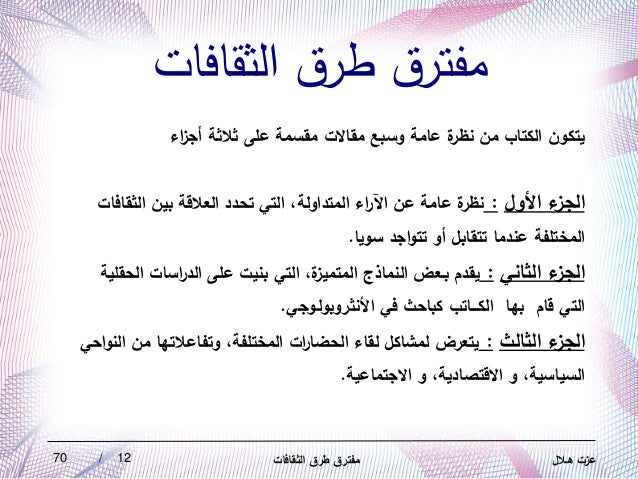 مفترق طرق الثقافات
يتكون الكتاب من نظرة عامة وسبع مقالات مقسمة على ثلاثة أجزاء
الجزء الأول : نظرة عامة عن الآراء المتداولة، التي تحدد العلاقة بين الثقافات
المختلفة عندما تتقابل أو تتواجد سويا.
الجزء الثاني : يقدم بعض النماذج المتميزة، التي بنيت على الدراسات الحقلية
التي قام بها الكـاتب كباحث في الأنثروبولوجي.
الجزء الثالث : يتعرض لمشاكل لقاء الحضارات المختلفة، وتفاعلاتها من النواحي
السياسية، و الاقتصادية، و الاجتماعية.
عزت هلال مفترق طرق الثقافات 12 / 70